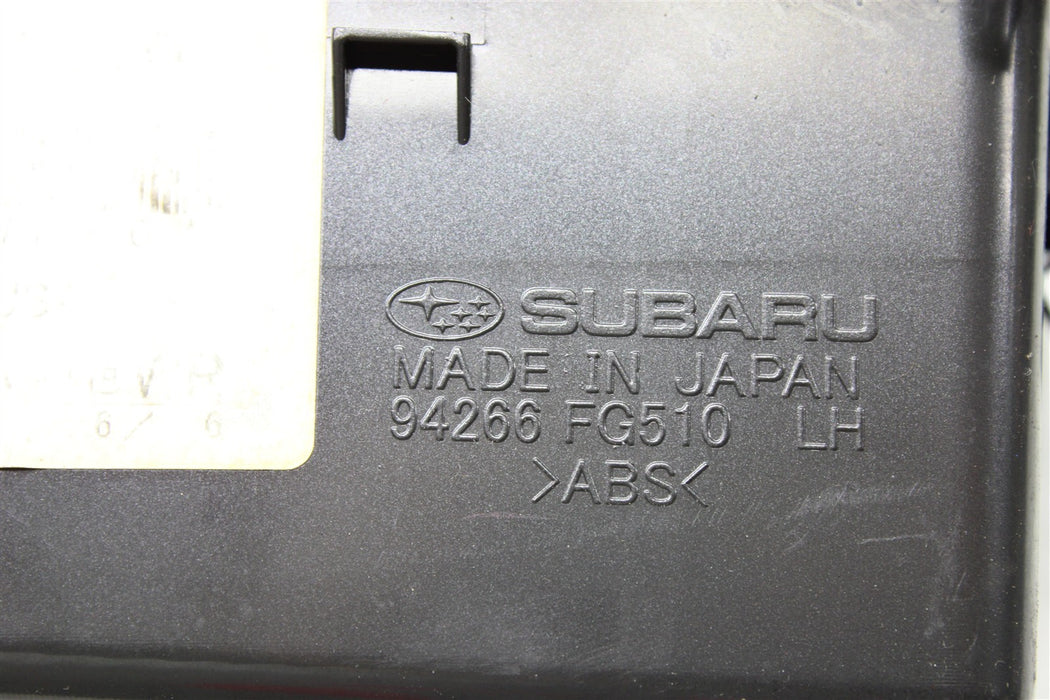 SUBARU
MADE IN JAPAN
94266 FG510 LH
>ABS<